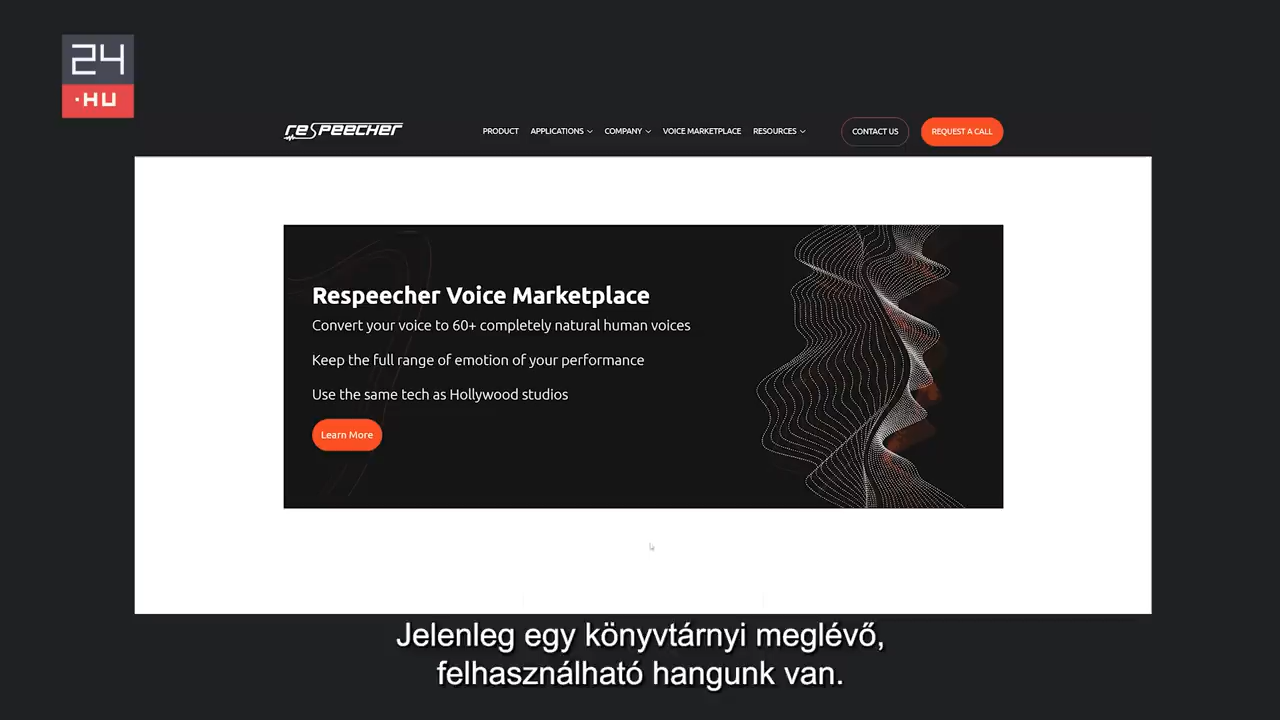 24
.HU
reSpeecher
PRODUCT APPLICATIONS COMPANY VOICE MARKETPLACE RESOURCES CONTACT US REQUEST A CALL
Respeecher Voice Marketplace
Convert your voice to 60+ completely natural human voices
Keep the full range of emotion of your performance
Use the same tech as Hollywood studios
Learn More
Jelenleg egy könyvtárnyi meglévő,
felhasználható hangunk van.